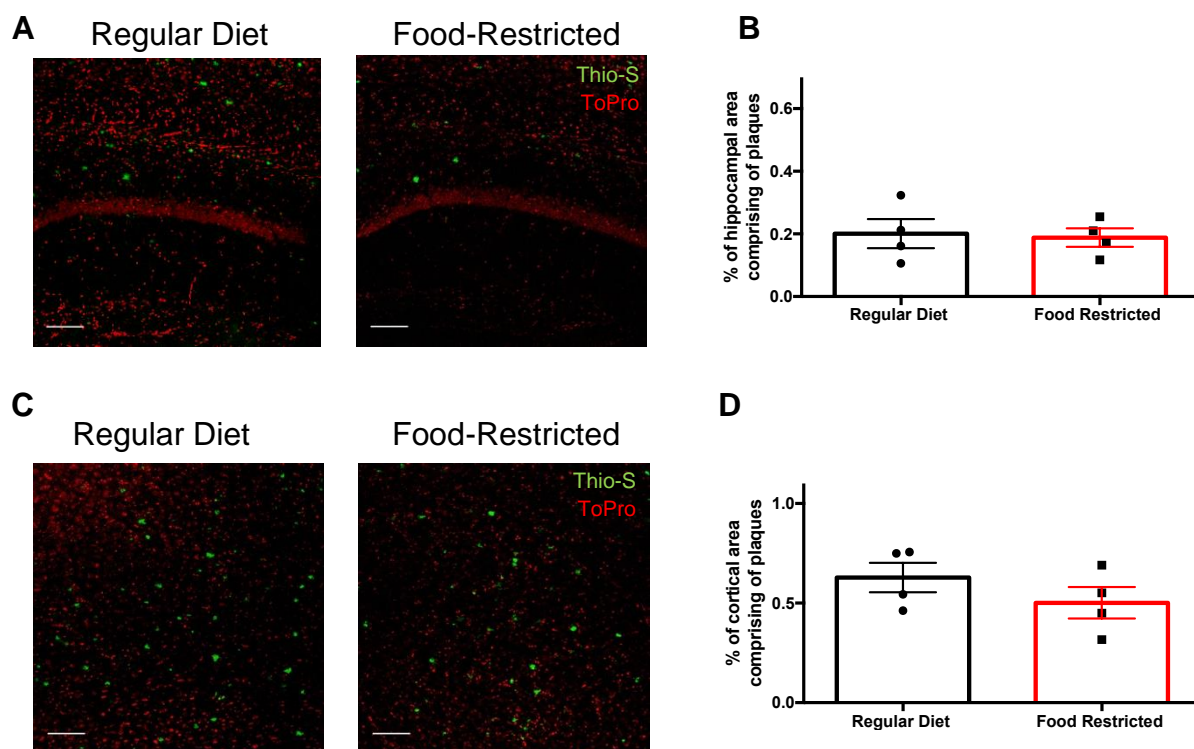 A
Regular Diet
Food-Restricted
Thio-S
ToPro
B
% of hippocampal area
comprising of plaques
0.6
0.4
0.2
0.0
Regular Diet
Food Restricted
C
Regular Diet
Food-Restricted
Thio-S
ToPro
D
% of cortical area
comprising of plaques
1.0
0.5
0.0
Regular Diet
Food Restricted